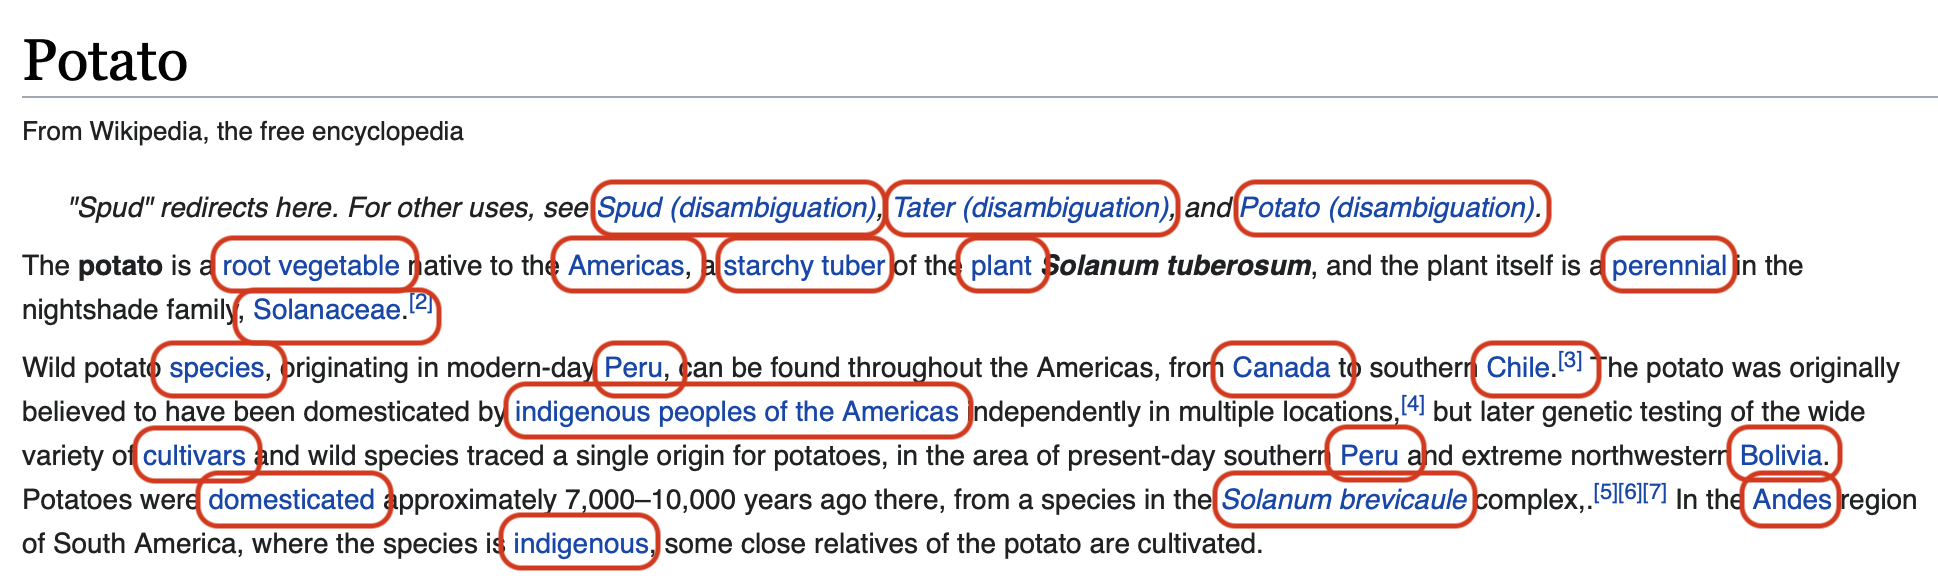 Potato
From Wikipedia, the free encyclopedia
"Spud" redirects here. For other uses, see Spud (disambiguation), Tater (disambiguation), and Potato (disambiguation).
The potato is a root vegetable native to the Americas, a starchy tuber of the plant Solanum tuberosum, and the plant itself is a perennial in the
nightshade family, Solanaceae.[2]
Wild potato species, originating in modern-day Peru, can be found throughout the Americas, from Canada to southern Chile.[3] The potato was originally
believed to have been domesticated by indigenous peoples of the Americas independently in multiple locations,[4] but later genetic testing of the wide
variety of cultivars and wild species traced a single origin for potatoes, in the area of present-day southern Peru and extreme northwestern Bolivia.
Potatoes were domesticated approximately 7,000–10,000 years ago there, from a species in the Solanum brevicaule complex,.[5][6][7] In the Andes region
of South America, where the species is indigenous, some close relatives of the potato are cultivated.